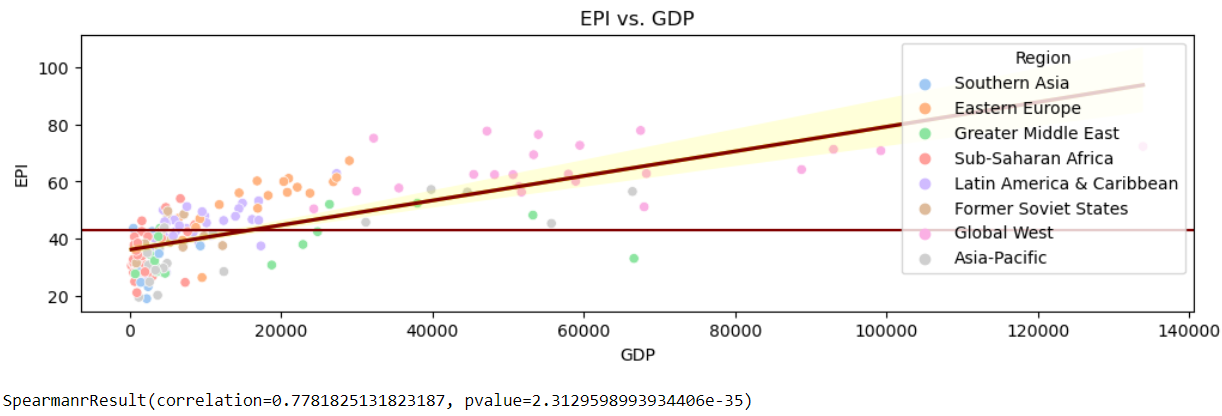 EPI vs. GDP
Region
Southern Asia
Eastern Europe
Greater Middle East
Sub-Saharan Africa
Latin America & Caribbean
Former Soviet States
Global West
Asia-Pacific
EPI
100
80
60
40
20
0 20000 40000 60000 80000 100000 120000 140000
GDP
SpearmanrResult(correlation=0.7781825131823187, pvalue=2.3129598993934406e-35)